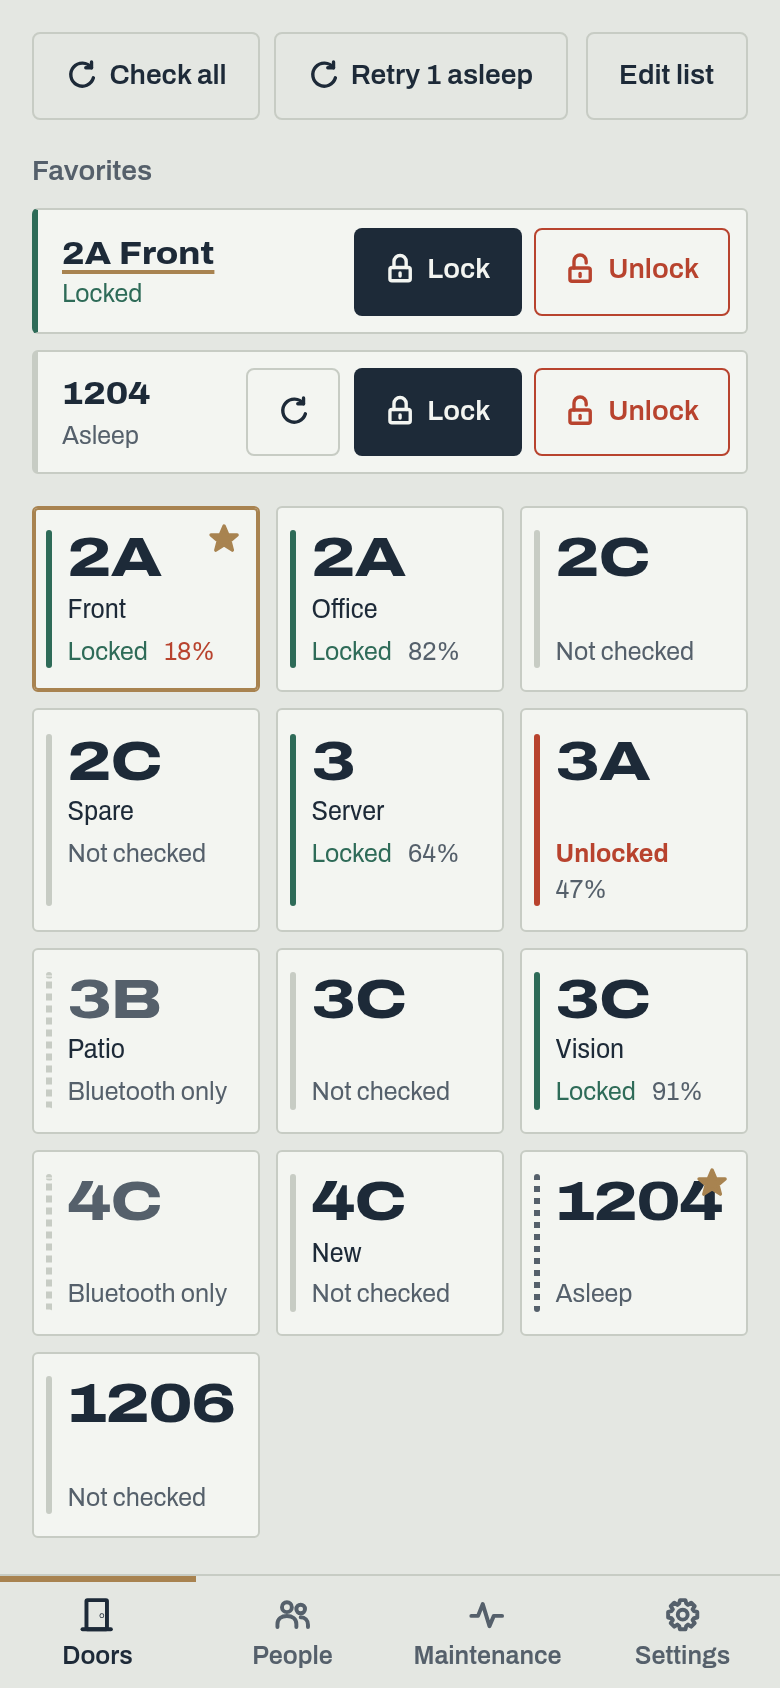 Check all
Retry 1 asleep
Edit list
Favorites
2A Front
Locked
Lock
Unlock
1204
Asleep
Lock
Unlock
2A
Front
Locked 18%
2A
Office
Locked 82%
2C
Not checked
2C
Spare
Not checked
3
Server
Locked 64%
3A
Unlocked
47%
3B
Patio
Bluetooth only
3C
Not checked
3C
Vision
Locked 91%
4C
Bluetooth only
4C
New
Not checked
1204
Asleep
1206
Not checked
Doors
People
Maintenance
Settings